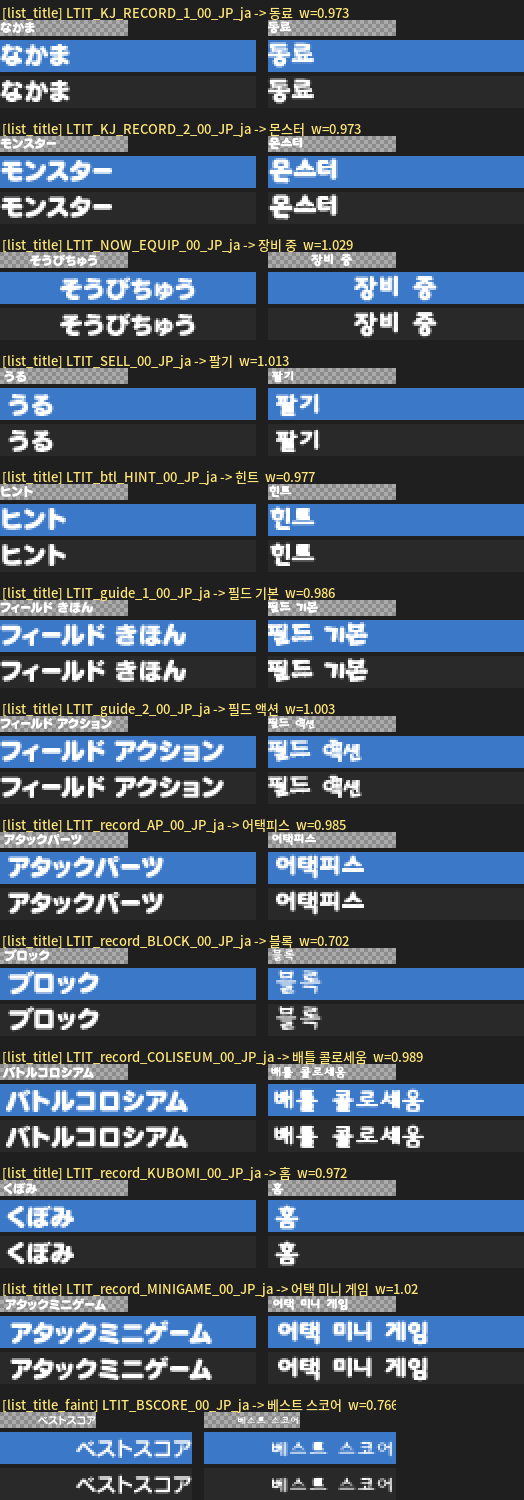 [list_title] LTIT_KJ_RECORD_1_00_JP_ja -> 동료 w=0.973
なかま 동료
なかま 동료
なかま 동료
[list_title] LTIT_KJ_RECORD_2_00_JP_ja -> 몬스터 w=0.973
モンスター 몬스터
モンスター 몬스터
モンスター 몬스터
[list_title] LTIT_NOW_EQUIP_00_JP_ja -> 장비 중 w=1.029
そうびちゅう 장비 중
そうびちゅう 장비 중
そうびちゅう 장비 중
[list_title] LTIT_SELL_00_JP_ja -> 팔기 w=1.013
うる 팔기
うる 팔기
うる 팔기
[list_title] LTIT_btl_HINT_00_JP_ja -> 힌트 w=0.977
ヒント 힌트
ヒント 힌트
ヒント 힌트
[list_title] LTIT_guide_1_00_JP_ja -> 필드 기본 w=0.986
フィールド きほん 필드 기본
フィールド きほん 필드 기본
フィールド きほん 필드 기본
[list_title] LTIT_guide_2_00_JP_ja -> 필드 액션 w=1.003
フィールド アクション 필드 액션
フィールド アクション 필드 액션
フィールド アクション 필드 액션
[list_title] LTIT_record_AP_00_JP_ja -> 어택피스 w=0.985
アタックパーツ 어택피스
アタックパーツ 어택피스
アタックパーツ 어택피스
[list_title] LTIT_record_BLOCK_00_JP_ja -> 블록 w=0.702
ブロック 블록
ブロック 블록
ブロック 블록
[list_title] LTIT_record_COLISEUM_00_JP_ja -> 배틀 콜로세움 w=0.989
バトルコロシアム 배틀 콜로세움
バトルコロシアム 배틀 콜로세움
バトルコロシアム 배틀 콜로세움
[list_title] LTIT_record_KUBOMI_00_JP_ja -> 홈 w=0.972
くぼみ 홈
くぼみ 홈
くぼみ 홈
[list_title] LTIT_record_MINIGAME_00_JP_ja -> 어택 미니 게임 w=1.02
アタックミニゲーム 어택 미니 게임
アタックミニゲーム 어택 미니 게임
アタックミニゲーム 어택 미니 게임
[list_title_faint] LTIT_BSCORE_00_JP_ja -> 베스트 스코어 w=0.766
ベストスコア 베스트 스코어
ベストスコア 베스트 스코어
ベストスコア 베스트 스코어